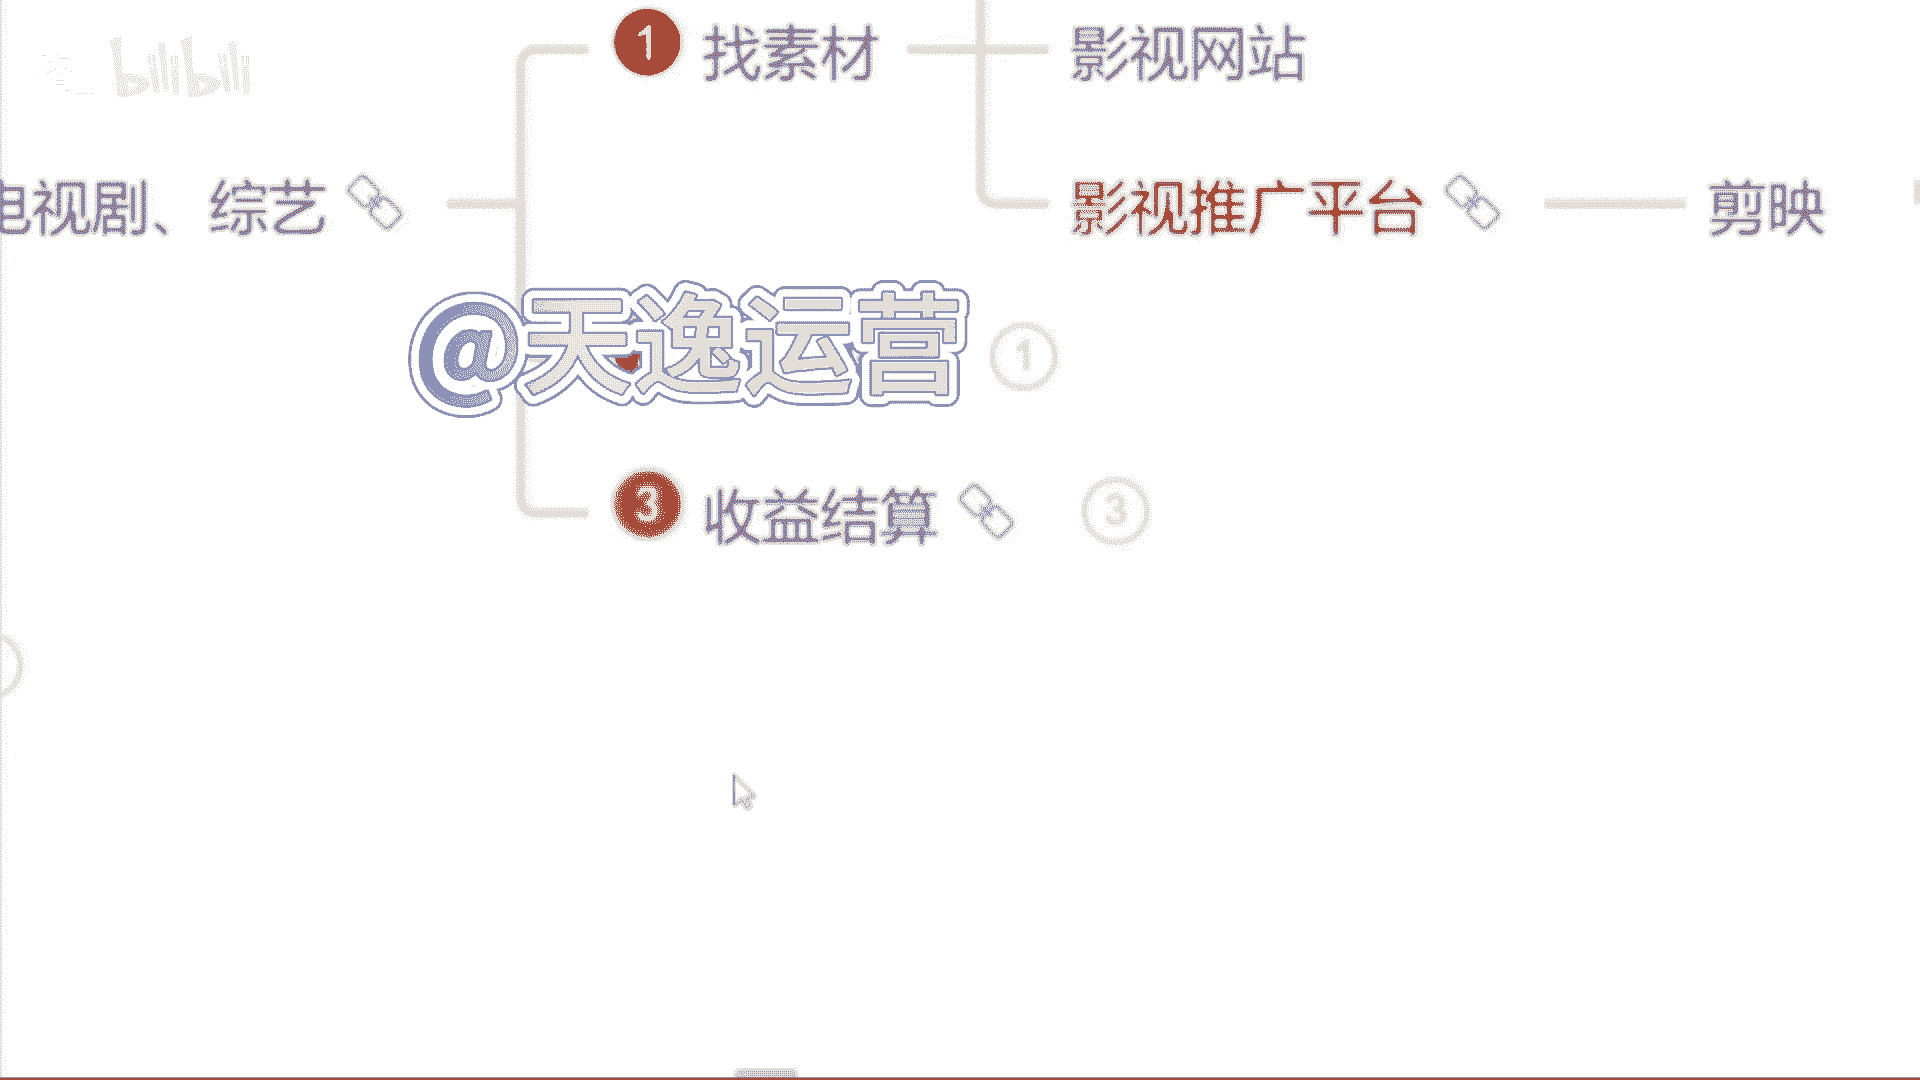 bilibili
1 找素材
影视网站
电视剧、综艺
影视推广平台
剪映
@天逸运营
1
3 收益结算
3